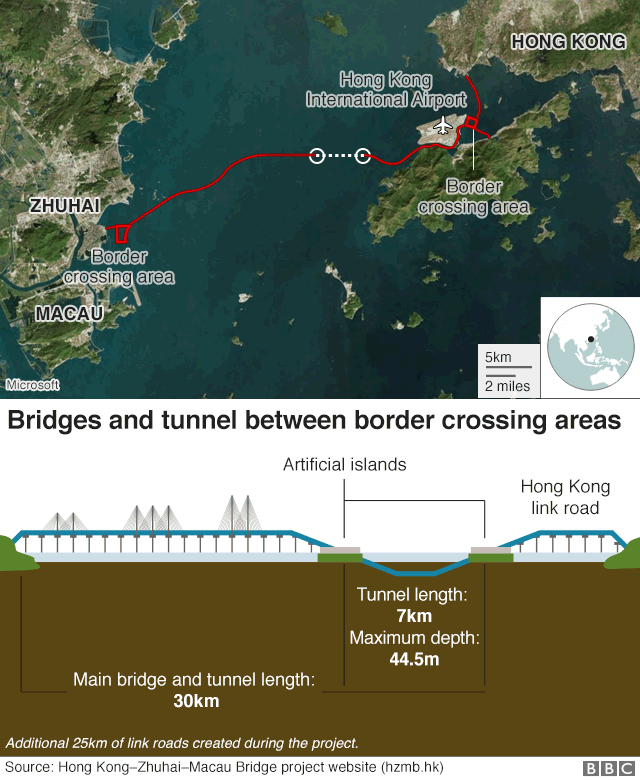 HONG KONG
Hong Kong
International Airport
Border
crossing area
ZHUHAI
Border
crossing area
MACAU
5km
2 miles
Microsoft
Bridges and tunnel between border crossing areas
Artificial islands
Hong Kong
link road
Tunnel length:
7km
Maximum depth:
44.5m
Main bridge and tunnel length:
30km
Additional 25km of link roads created during the project.
Source: Hong Kong–Zhuhai–Macau Bridge project website (hzmb.hk)
BBC